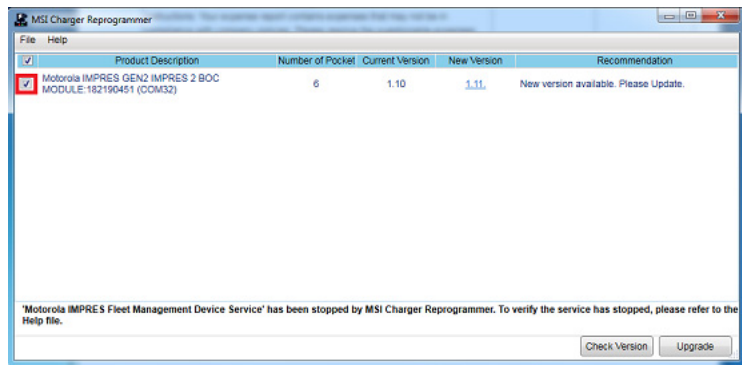 MSI Charger Reprogrammer
File Help
Product Description Number of Pocket Current Version New Version Recommendation
Motorola IMPRES GEN2 IMPRES 2 BOC
MODULE:182190451 (COM32) 6 1.10 1.11. New version available. Please Update.
'Motorola IMPRES Fleet Management Device Service' has been stopped by MSI Charger Reprogrammer. To verify the service has stopped, please refer to the
Help file.
Check Version Upgrade